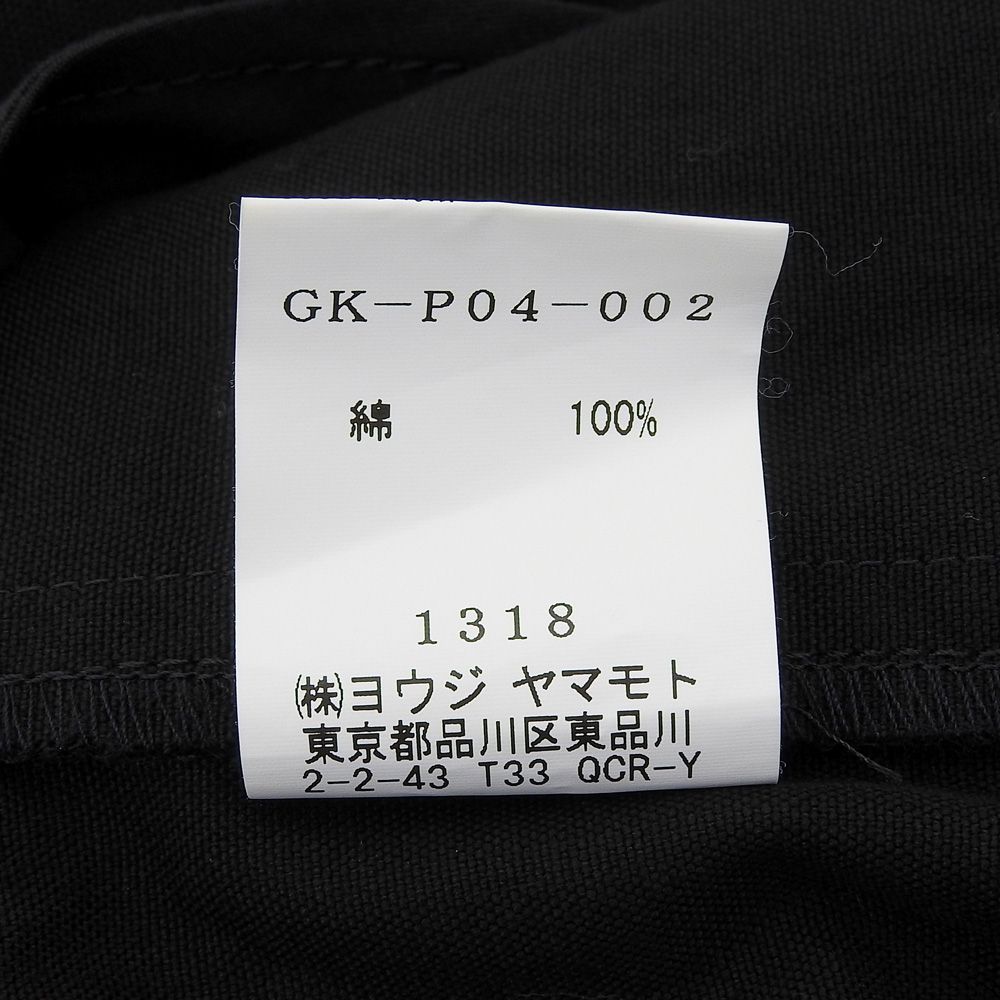 GK-P04-002
綿 100%
1318
(株)ヨウジ ヤマモト
東京都品川区東品川
2-2-43 T33 QCR-Y